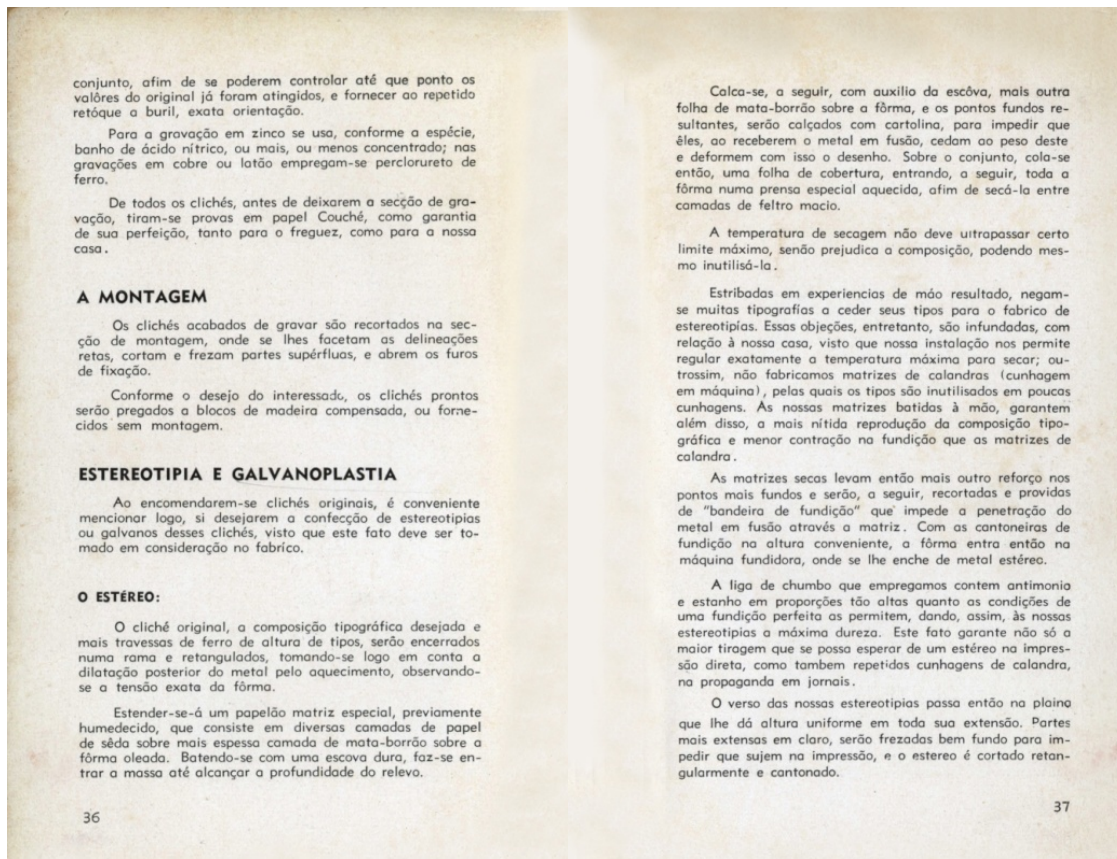 conjunto, afim de se poderem controlar até que ponto os
valôres do original já foram atingidos, e fornecer ao repetido
retóque a buril, exata orientação.
Para a gravação em zinco se usa, conforme a espécie,
banho de ácido nítrico, ou mais, ou menos concentrado; nas
gravações em cobre ou latão empregam-se perclorureto de
ferro.
De todos os clichés, antes de deixarem a secção de gra-
vação, tiram-se provas em papel Couché, como garantia
de sua perfeição, tanto para o freguez, como para a nossa
casa.
A MONTAGEM
Os clichés acabados de gravar são recortados na sec-
ção de montagem, onde se lhes facetam as delineações
retas, cortam e frezam partes supérfluas, e abrem os furos
de fixação.
Conforme o desejo do interessado, os clichés prontos
serão pregados a blocos de madeira compensada, ou forne-
cidos sem montagem.
ESTEREOTIPIA E GALVANOPLASTIA
Ao encomendarem-se clichés originais, é conveniente
mencionar logo, si desejarem a confecção de estereotipias
ou galvanos desses clichés, visto que este fato deve ser to-
mado em consideração no fabrico.
O ESTÉREO:
O cliché original, a composição tipográfica desejada e
mais travessas de ferro de altura de tipos, serão encerrados
numa rama e retangulados, tomando-se logo em conta a
dilatação posterior do metal pelo aquecimento, observando-
se a tensão exata da fôrma.
Estender-se-á um papelão matriz especial, previamente
humedecido, que consiste em diversas camadas de papel
de sêda sobre mais espessa camada de mata-borrão sobre a
fôrma oleada. Batendo-se com uma escova dura, faz-se en-
trar a massa até alcançar a profundidade do relevo.
36
Calca-se, a seguir, com auxilio da escôva, mais outra
folha de mata-borrão sobre a fôrma, e os pontos fundos re-
sultantes, serão calçados com cartolina, para impedir que
êles, ao receberem o metal em fusão, cedam ao peso deste
e deformem com isso o desenho. Sobre o conjunto, cola-se
então, uma folha de cobertura, entrando, a seguir, toda a
fôrma numa prensa especial aquecida, afim de secá-la entre
camadas de feltro macio.
A temperatura de secagem não deve ultrapassar certo
limite máximo, senão prejudica a composição, podendo mes-
mo inutilisá-la.
Estribadas em experiencias de máo resultado, negam-
se muitas tipografías a ceder seus tipos para o fabrico de
estereotipías. Essas objeções, entretanto, são infundadas, com
relação à nossa casa, visto que nossa instalação nos permite
regular exatamente a temperatura máxima para secar; ou-
trossim, não fabricamos matrizes de calandras (cunhagem
em máquina), pelas quais os tipos são inutilisados em poucas
cunhagens. As nossas matrizes batidas à mão, garantem
além disso, a mais nítida reprodução da composição tipo-
gráfica e menor contração na fundição que as matrizes de
calandra.
As matrizes secas levam então mais outro reforço nos
pontos mais fundos e serão, a seguir, recortadas e providas
de "bandeira de fundição" que impede a penetração do
metal em fusão através a matriz. Com as cantoneiras de
fundição na altura conveniente, a fôrma entra então na
máquina fundidora, onde se lhe enche de metal estéreo.
A liga de chumbo que empregamos contem antimonio
e estanho em proporções tão altas quanto as condições de
uma fundição perfeita as permitem, dando, assim, às nossas
estereotipias a máxima dureza. Este fato garante não só a
maior tiragem que se possa esperar de um estéreo na impres-
são direta, como tambem repetidas cunhagens de calandra,
na propaganda em jornais.
O verso das nossas estereotipias passa então na plaina
que lhe dá altura uniforme em toda sua extensão. Partes
mais extensas em claro, serão frezadas bem fundo para im-
pedir que sujem na impressão, e o estereo é cortado retan-
gularmente e cantonado.
37